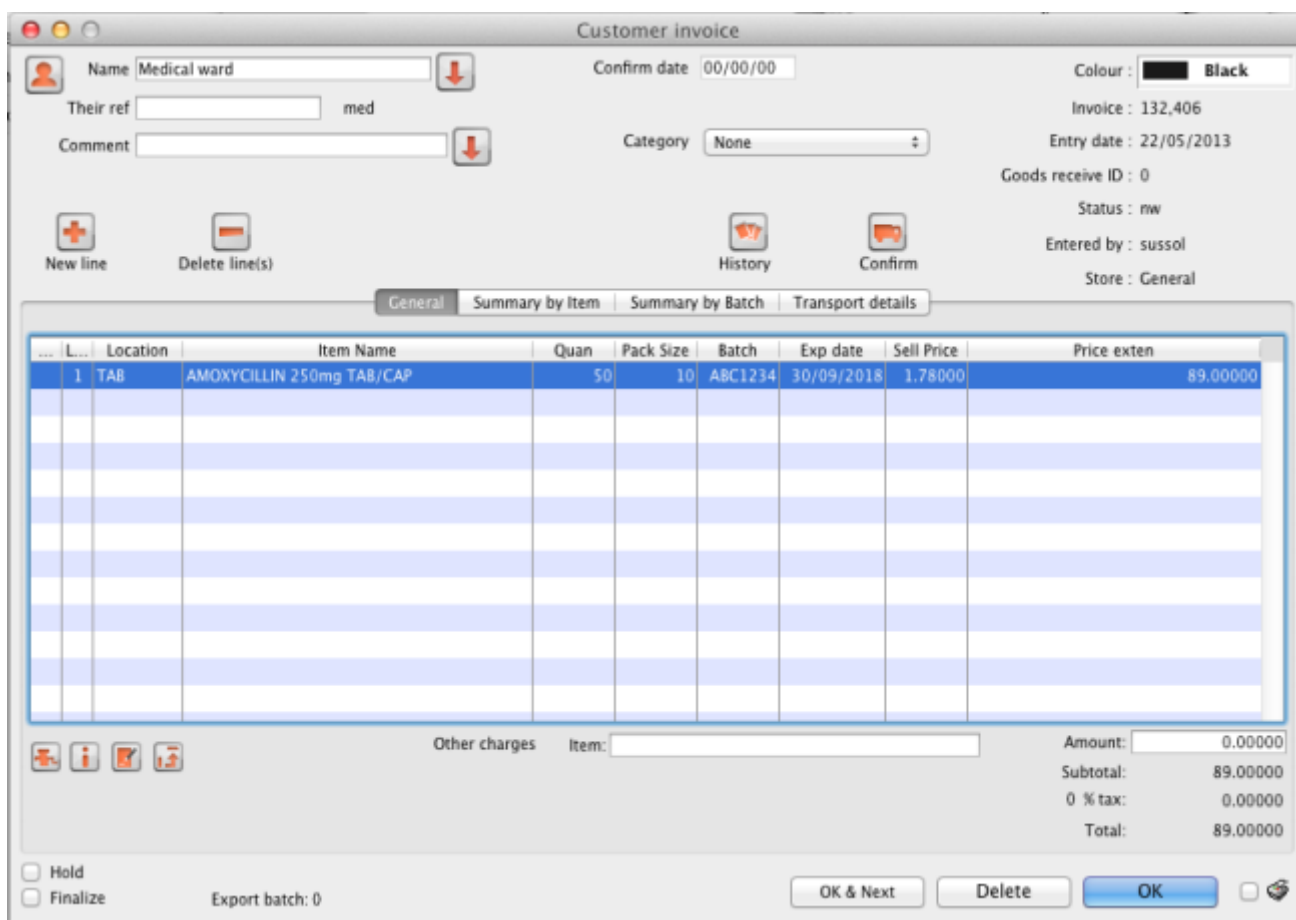 Customer invoice
Name Medical ward Confirm date 00/00/00 Colour : Black
Their ref med Invoice : 132,406
Comment Category None Entry date : 22/05/2013
Goods receive ID : 0
Status : nw
New line Delete line(s) History Confirm Entered by : sussol
Store : General
General Summary by Item Summary by Batch Transport details
... L... Location Item Name Quan Pack Size Batch Exp date Sell Price Price exten
1 TAB AMOXYCILLIN 250mg TAB/CAP 50 10 ABC1234 30/09/2018 1.78000 89.00000
Other charges Item: Amount: 0.00000
Subtotal: 89.00000
0 % tax: 0.00000
Total: 89.00000
Hold
Finalize Export batch: 0 OK & Next Delete OK